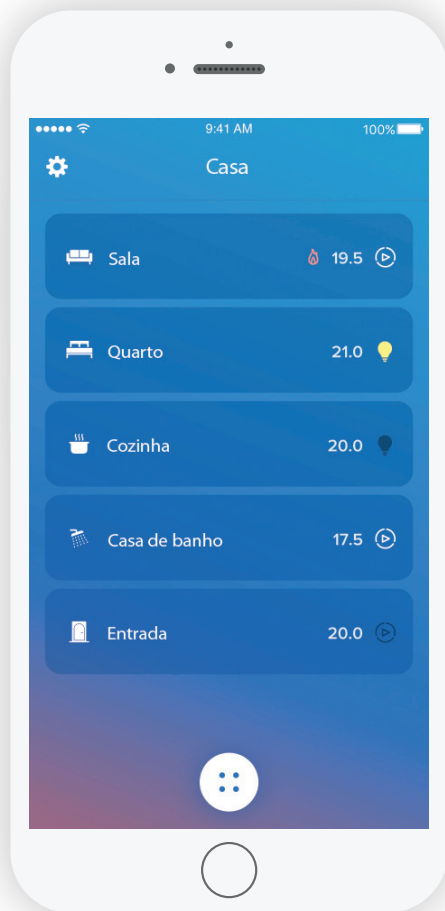 9:41 AM 100%
Casa
Sala 19.5
Quarto 21.0
Cozinha 20.0
Casa de banho 17.5
Entrada 20.0